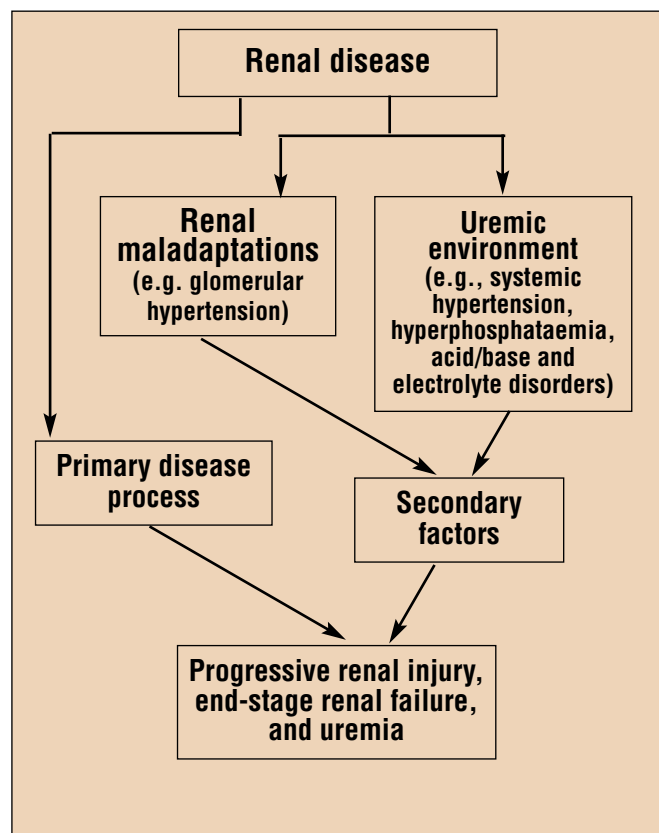 Renal disease
Renal
maladaptations
(e.g. glomerular
hypertension)
Uremic
environment
(e.g., systemic
hypertension,
hyperphosphataemia,
acid/base and
electrolyte disorders)
Primary disease
process
Secondary
factors
Progressive renal injury,
end-stage renal failure,
and uremia